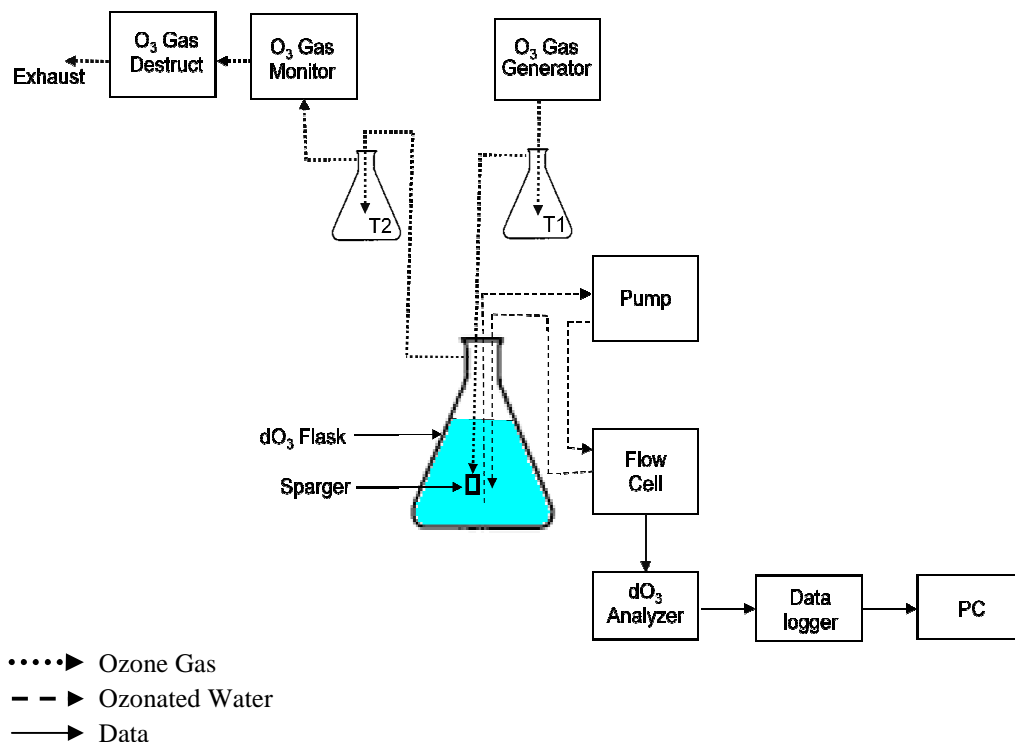 O₃ Gas
Destruct
O₃ Gas
Monitor
O₃ Gas
Generator
Exhaust
T2
T1
Pump
dO₃ Flask
Sparger
Flow
Cell
dO₃
Analyzer
Data
logger
PC
Ozone Gas
Ozonated Water
Data